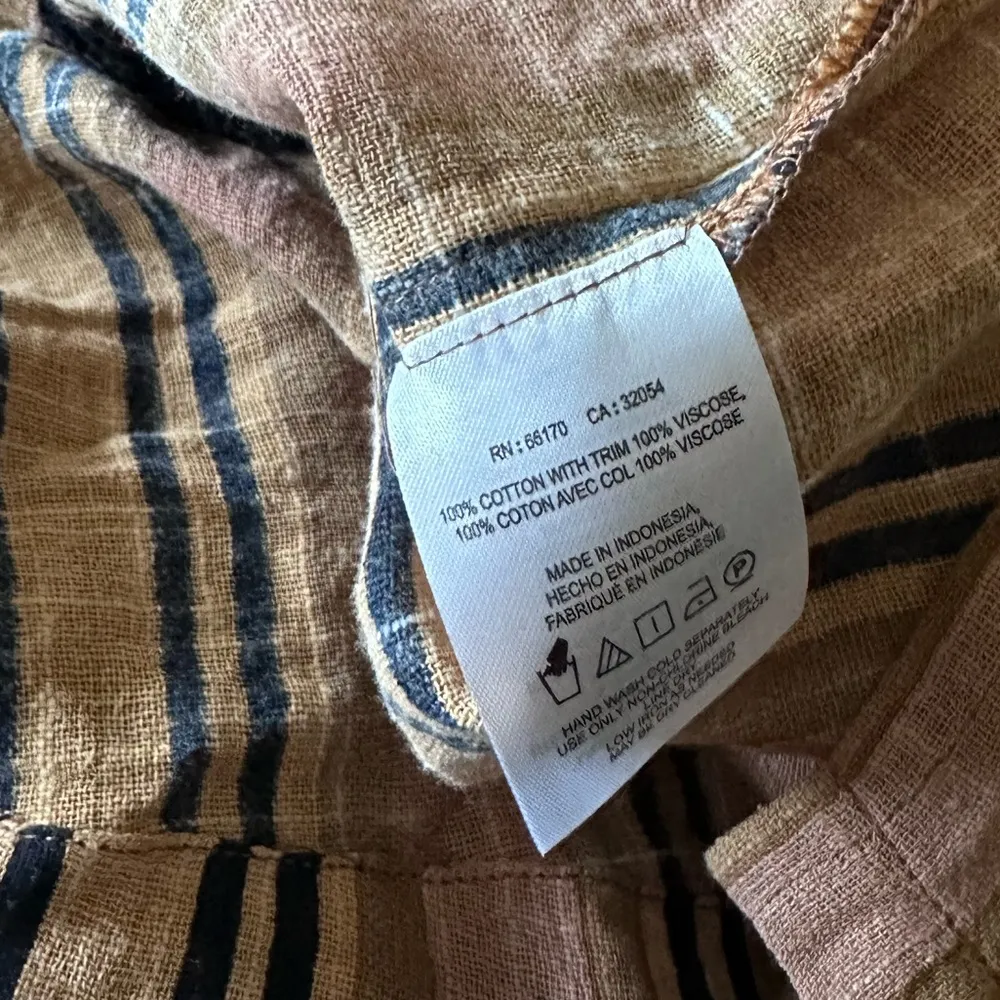 RN : 66170 CA : 32054
100% COTTON WITH TRIM 100% VISCOSE,
100% COTON AVEC COL 100% VISCOSE
MADE IN INDONESIA,
HECHO EN INDONESIA,
FABRIQUÉ EN INDONÉSIE
P
HAND WASH COLD SEPARATELY
USE ONLY NON-CHLORINE BLEACH
LINE DRY
LOW IRON AS NEEDED
MAY BE DRY CLEANED